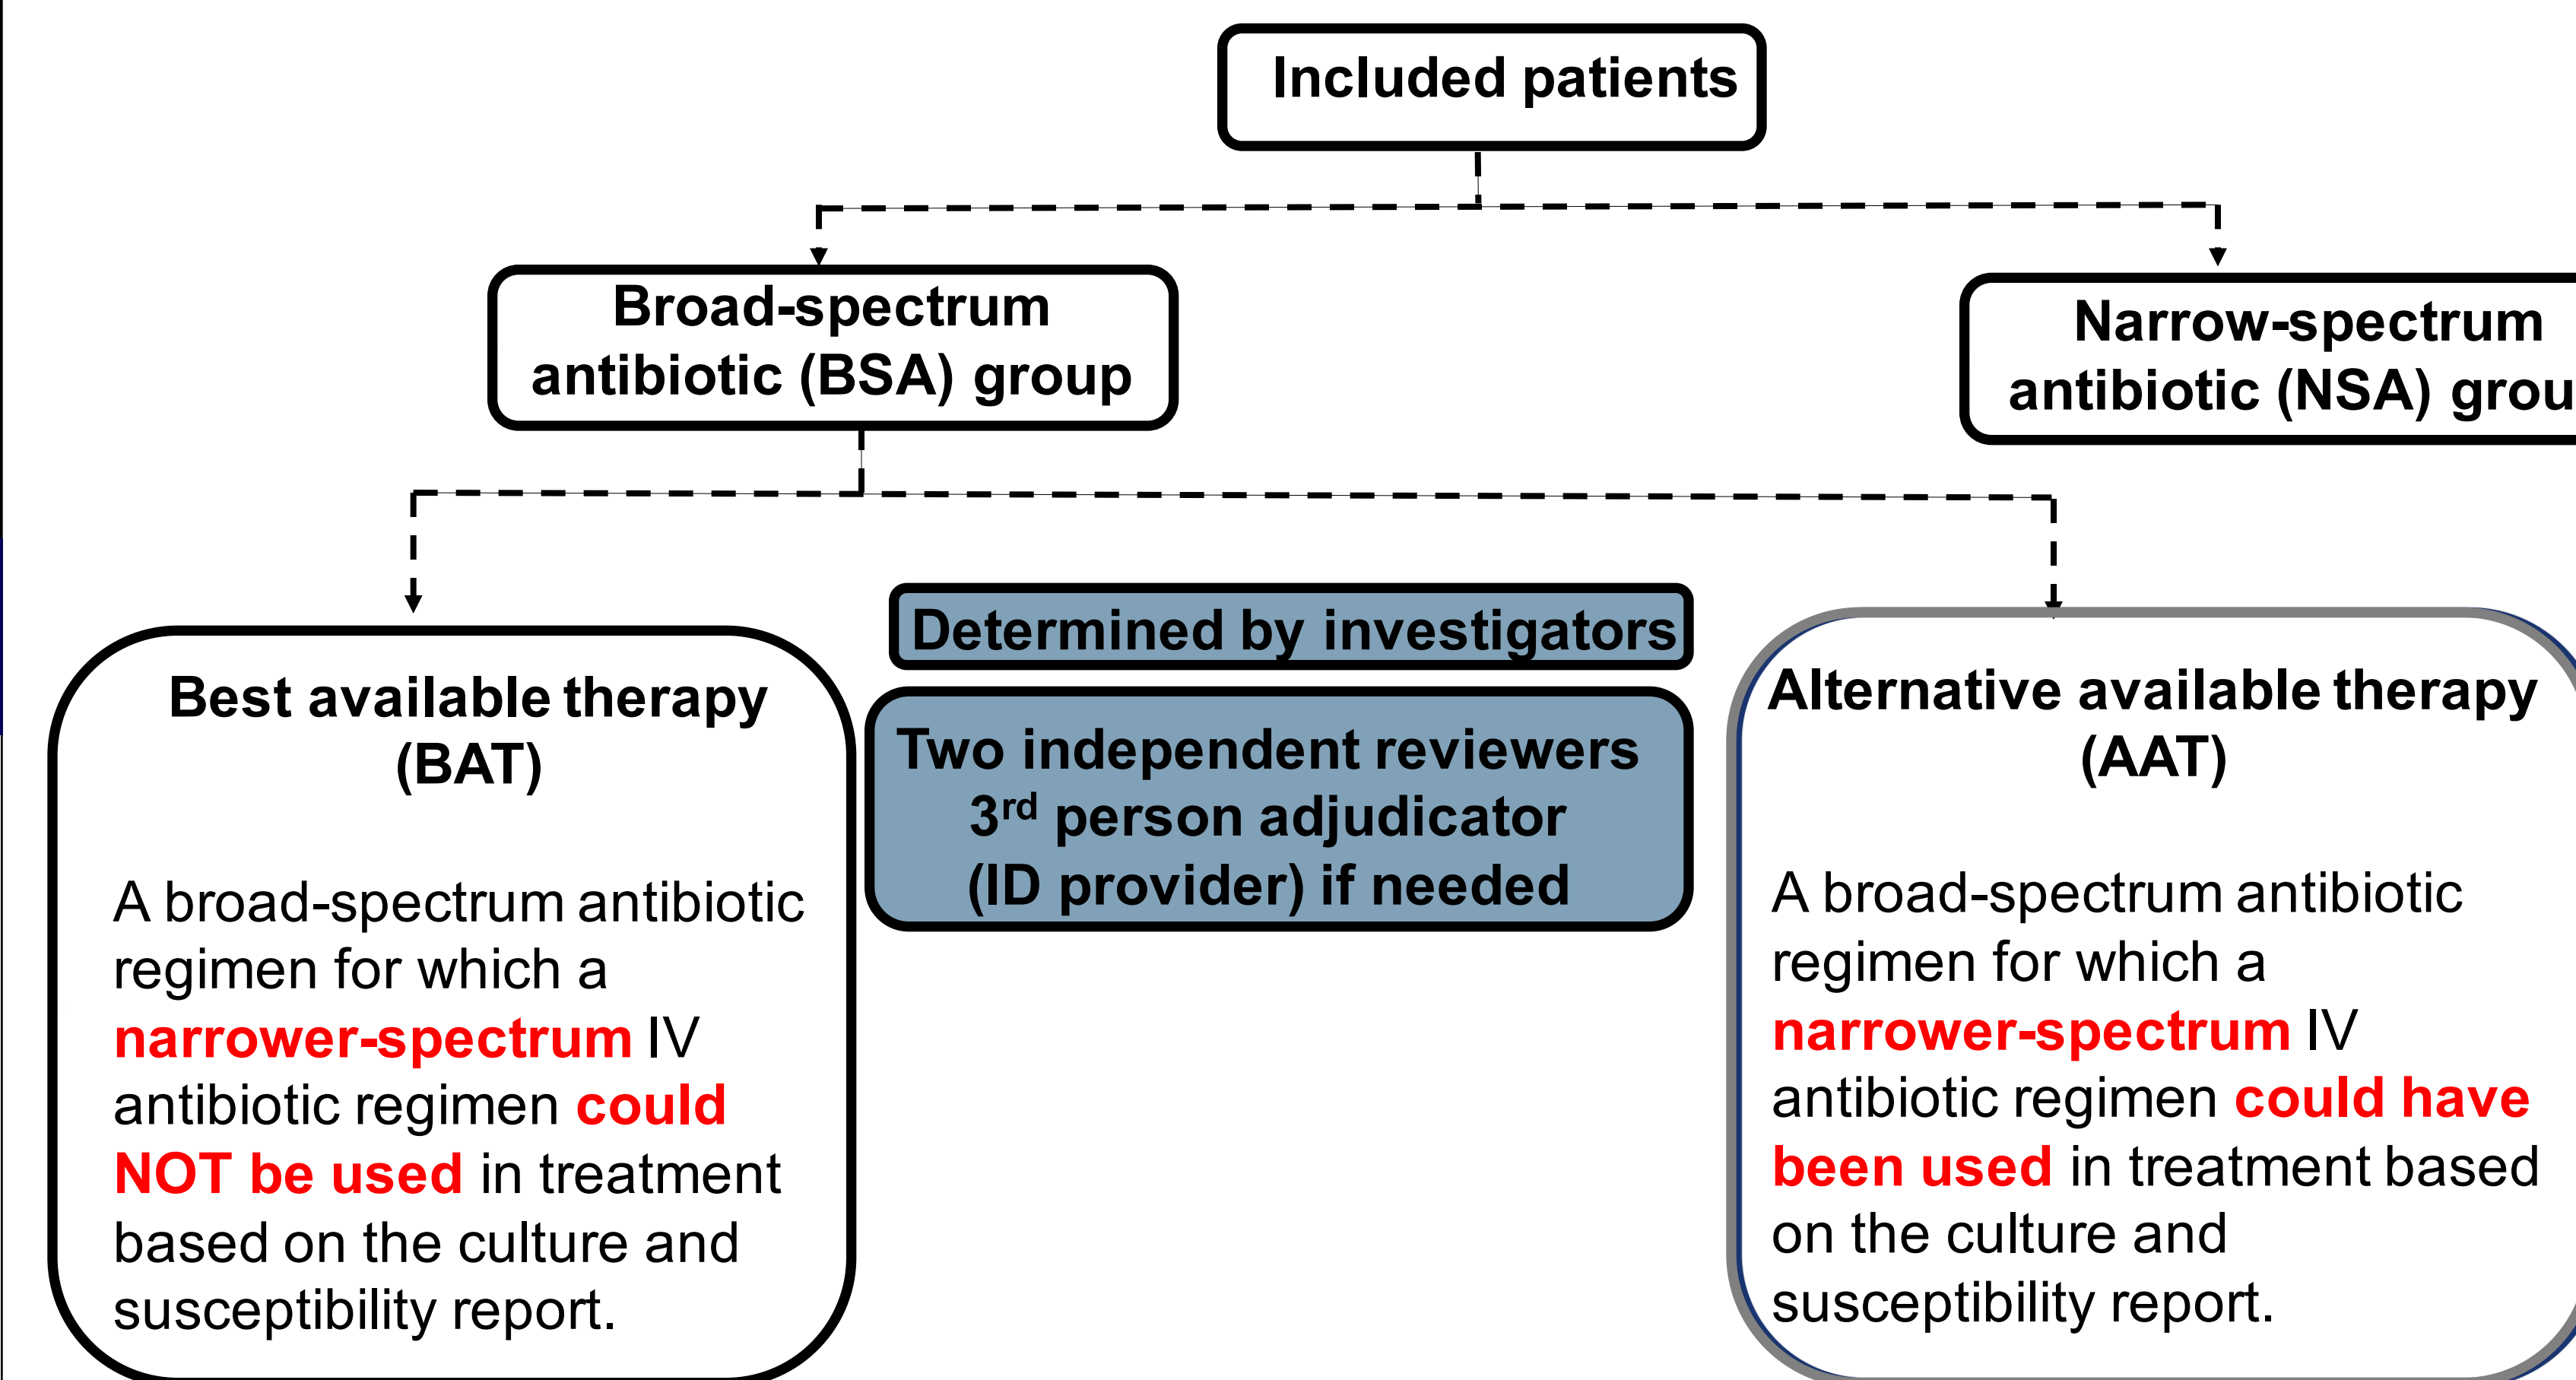 Included patients
Broad-spectrum
antibiotic (BSA) group
Narrow-spectrum
antibiotic (NSA) grou
Best available therapy
(BAT)
A broad-spectrum antibiotic
regimen for which a
narrower-spectrum IV
antibiotic regimen could
NOT be used in treatment
based on the culture and
susceptibility report.
Determined by investigators
Two independent reviewers
3rd person adjudicator
(ID provider) if needed
Alternative available therapy
(AAT)
A broad-spectrum antibiotic
regimen for which a
narrower-spectrum IV
antibiotic regimen could have
been used in treatment based
on the culture and
susceptibility report.